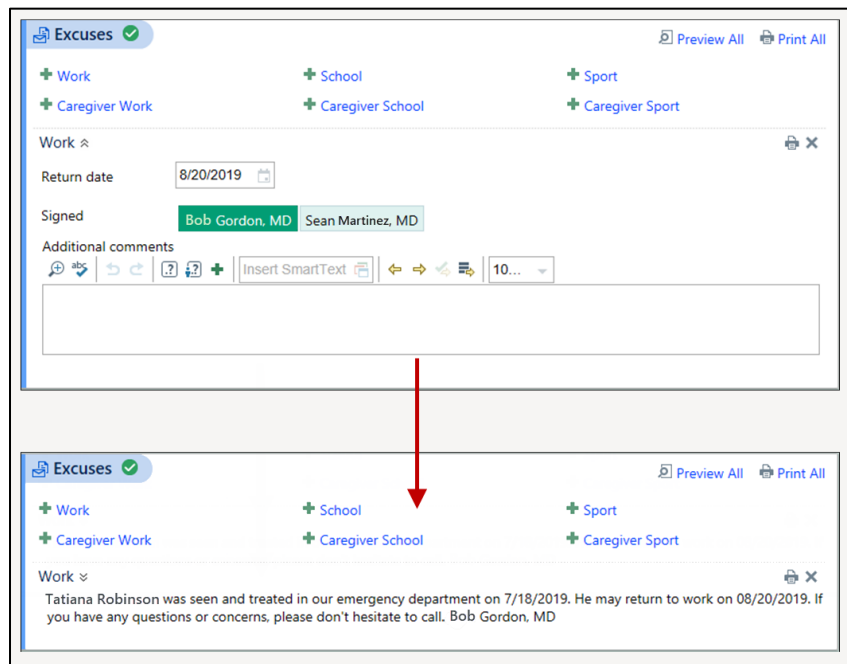 Excuses
Preview All Print All
Work School Sport
Caregiver Work Caregiver School Caregiver Sport
Work
Return date 8/20/2019
Signed Bob Gordon, MD Sean Martinez, MD
Additional comments
abc ? ? Insert SmartText 10...
Excuses
Preview All Print All
Work School Sport
Caregiver Work Caregiver School Caregiver Sport
Work
Tatiana Robinson was seen and treated in our emergency department on 7/18/2019. He may return to work on 08/20/2019. If
you have any questions or concerns, please don't hesitate to call. Bob Gordon, MD